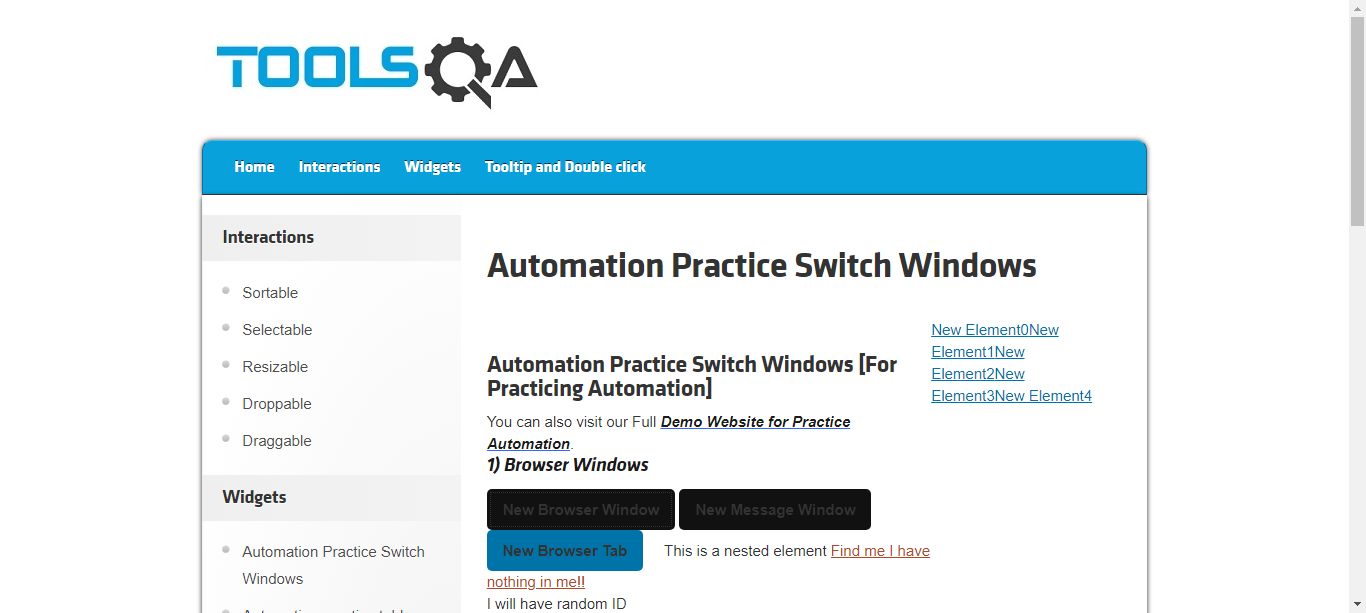 TOOLSQA
Home Interactions Widgets Tooltip and Double click
Interactions
Sortable
Selectable
Resizable
Droppable
Draggable
Widgets
Automation Practice Switch
Windows
Automation Practice Switch Windows
New Element0New
Element1New
Element2New
Element3New Element4
Automation Practice Switch Windows [For
Practicing Automation]
You can also visit our Full Demo Website for Practice
Automation.
1) Browser Windows
New Browser Window New Message Window
New Browser Tab This is a nested element Find me I have
nothing in me!!
I will have random ID